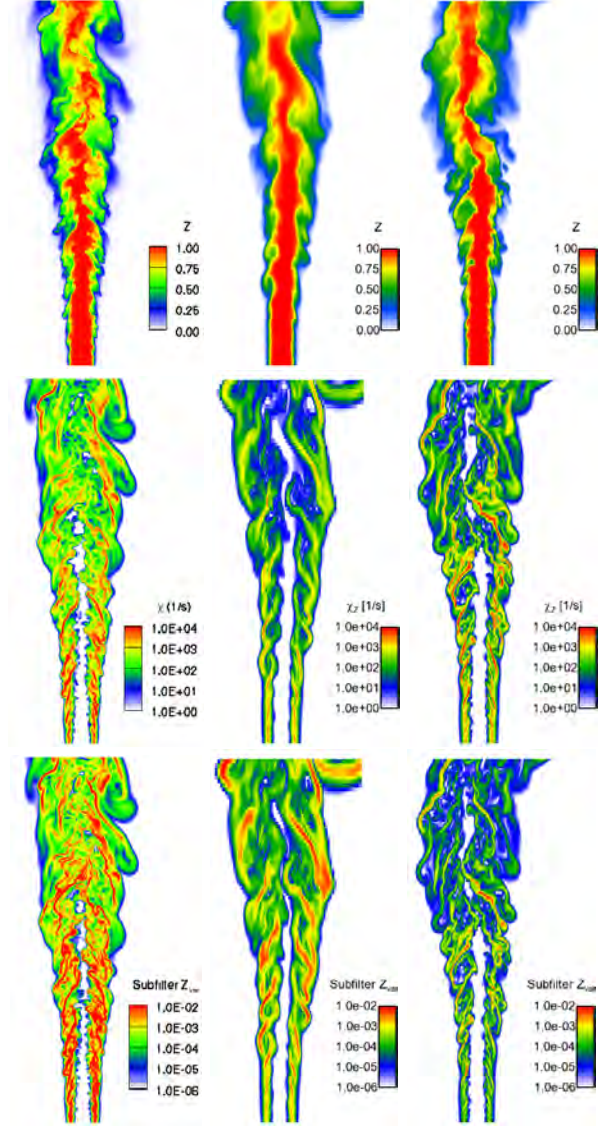 Z
1.00
0.75
0.50
0.25
0.00
Z
1.00
0.75
0.50
0.25
0.00
Z
1.00
0.75
0.50
0.25
0.00
χ (1/s)
1.0E+04
1.0E+03
1.0E+02
1.0E+01
1.0E+00
χ_Z [1/s]
1.0e+04
1.0e+03
1.0e+02
1.0e+01
1.0e+00
χ_Z [1/s]
1.0e+04
1.0e+03
1.0e+02
1.0e+01
1.0e+00
Subfilter Z_var
1.0E-02
1.0E-03
1.0E-04
1.0E-05
1.0E-06
Subfilter Z_var
1.0e-02
1.0e-03
1.0e-04
1.0e-05
1.0e-06
Subfilter Z_var
1.0e-02
1.0e-03
1.0e-04
1.0e-05
1.0e-06